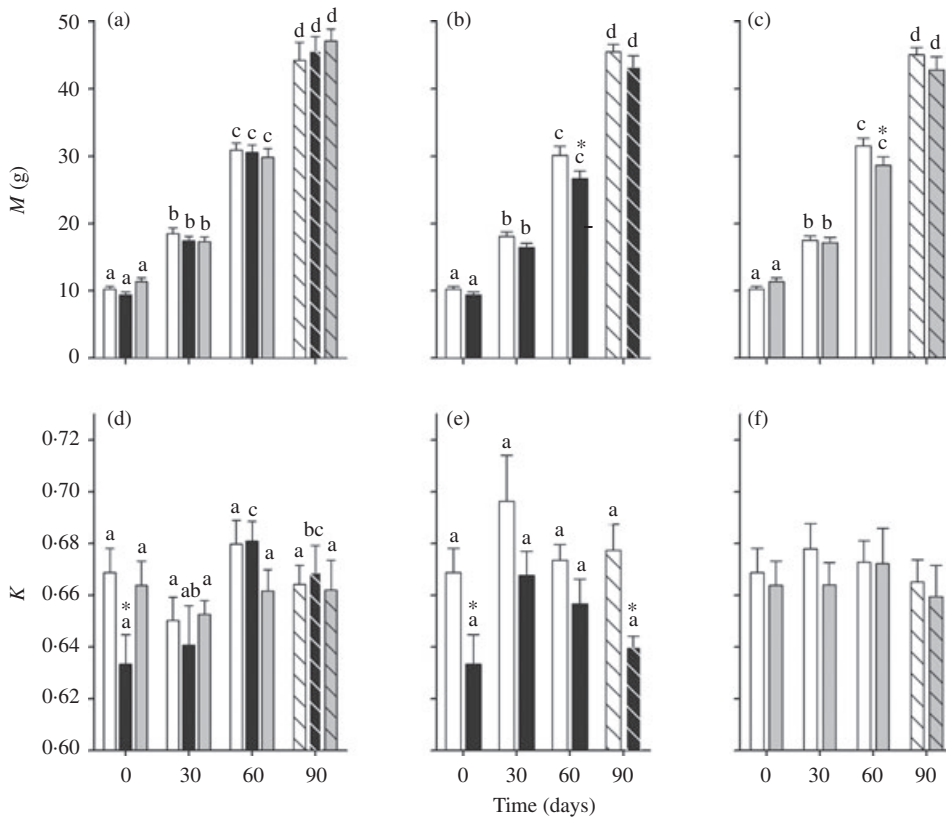 (a)
50
40
30
20
10
0
M (g)
a a a
b b b
c c c
d d d
(b)
a a
b b
c
*
c
d d
(c)
a a
b b
c
*
c
d d
(d)
0·72
0·70
0·68
0·66
0·64
0·62
0·60
K
a
*
a
a
a ab a
a c a
a bc a
0 30 60 90
(e)
a
*
a
a a
a a
a
*
a
0 30 60 90
(f)
0 30 60 90
Time (days)